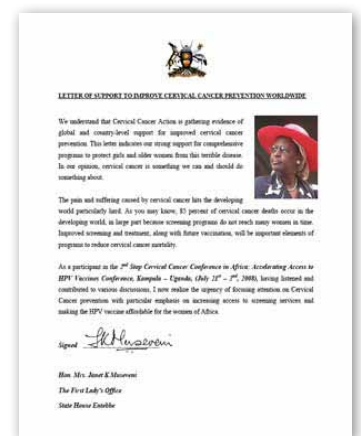 LETTER OF SUPPORT TO IMPROVE CERVICAL CANCER PREVENTION WORLDWIDE
We understand that Cervical Cancer Action is gathering evidence of
global and country-level support for improved cervical cancer
prevention. This letter indicates our strong support for comprehensive
programs to protect girls and older women from this terrible disease.
In our opinion, cervical cancer is something we can and should do
something about.
The pain and suffering caused by cervical cancer hits the developing
world particularly hard. As you may know, 85 percent of cervical cancer deaths occur in the
developing world, in large part because screening programs do not reach many women in time.
Improved screening and treatment, along with future vaccination, will be important elements of
programs to reduce cervical cancer mortality.
As a participant in the 2nd Stop Cervical Cancer Conference in Africa: Accelerating Access to
HPV Vaccines Conference, Kampala – Uganda, (July 21st – 2nd, 2008), having listened and
contributed to various discussions, I now realize the urgency of focusing attention on Cervical
Cancer prevention with particular emphasis on increasing access to screening services and
making the HPV vaccine affordable for the women of Africa.
Signed JKMuseveni
Hon. Mrs. Janet K.Museveni
The First Lady's Office
State House Entebbe